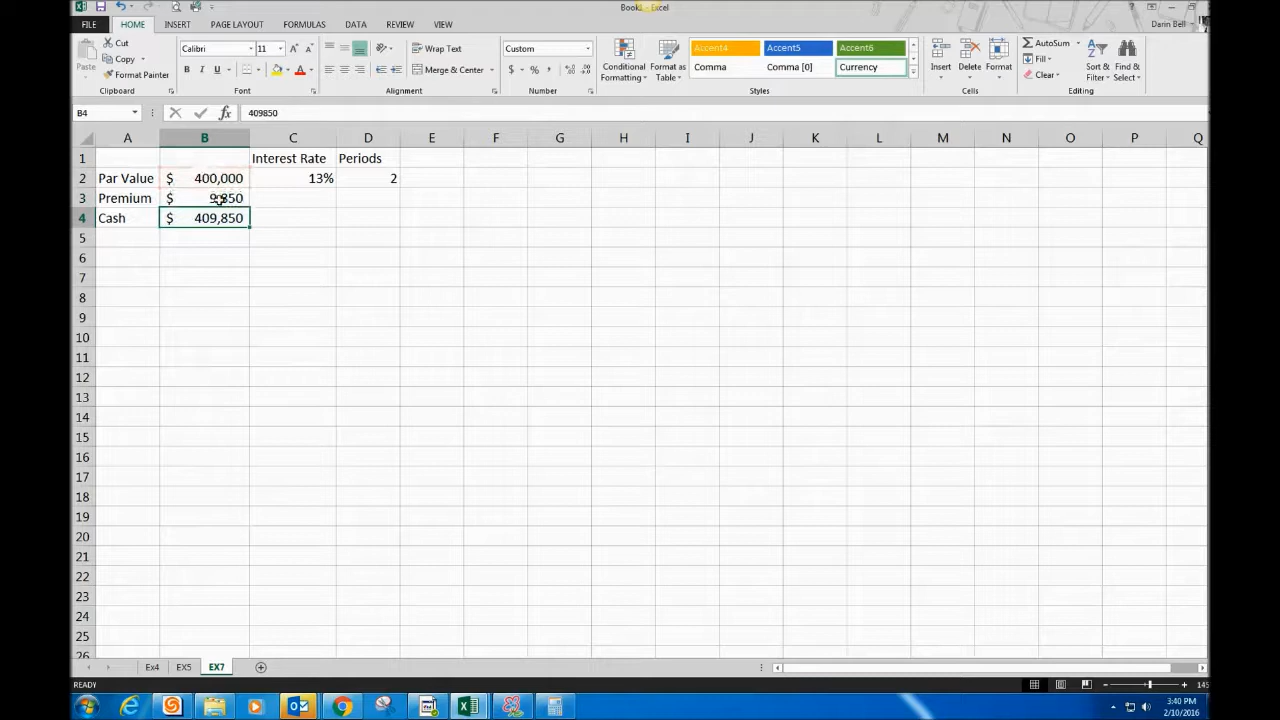 Book1 - Excel
FILE HOME INSERT PAGE LAYOUT FORMULAS DATA REVIEW VIEW Darin Bell
Paste Cut Copy Format Painter Clipboard
Calibri 11 B I U A Font
Wrap Text Merge & Center Alignment
Custom $ % , Number
Conditional Formatting Format as Table
Accent4 Accent5 Accent6
Comma Comma [0] Currency
Styles
Insert Delete Format Cells
AutoSum Fill Clear Sort & Filter Find & Select Editing
B4 fx 409850
A B C D E F G H I J K L M N O P Q
1 Interest Rate Periods
2 Par Value $ 400,000 13% 2
3 Premium $ 9,850
4 Cash $ 409,850
5
6
7
8
9
10
11
12
13
14
15
16
17
18
19
20
21
22
23
24
25
26
Ex4 EX5 EX7
READY 145
3:40 PM
2/10/2016